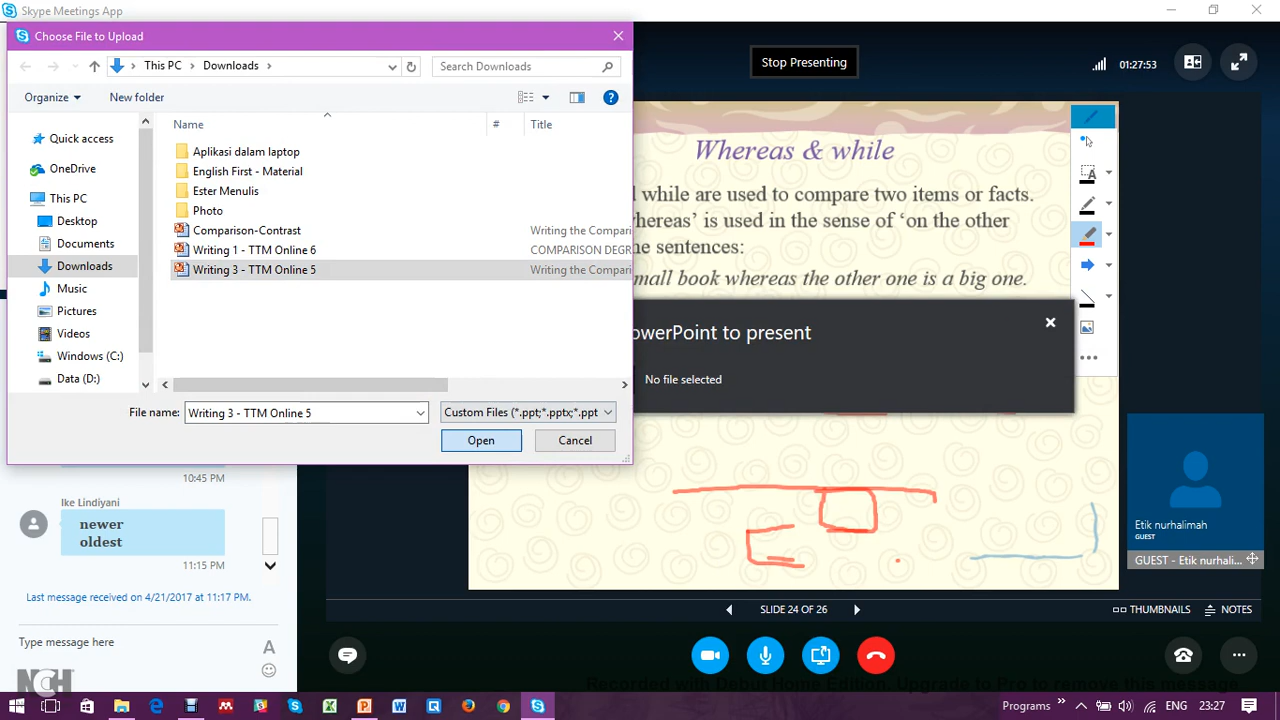 Skype Meetings App
Choose File to Upload
This PC
Downloads
Search Downloads
Organize
New folder
Name
#
Title
Quick access
OneDrive
This PC
Desktop
Documents
Downloads
Music
Pictures
Videos
Windows (C:)
Data (D:)
Aplikasi dalam laptop
English First - Material
Ester Menulis
Photo
Comparison-Contrast
Writing the Compari
Writing 1 - TTM Online 6
COMPARISON DEGR
Writing 3 - TTM Online 5
Writing the Compari
File name:
Writing 3 - TTM Online 5
Custom Files (*.ppt;*.pptx;*.ppt
Open
Cancel
Stop Presenting
01:27:53
Whereas & while
d while are used to compare two items or facts.
whereas' is used in the sense of 'on the other
ne sentences:
mall book whereas the other one is a big one.
owerPoint to present
No file selected
10:45 PM
Ike Lindiyani
newer
oldest
11:15 PM
Last message received on 4/21/2017 at 11:17 PM.
Type message here
A
NCH
Etik nurhalimah
GUEST
GUEST - Etik nurhali...
SLIDE 24 OF 26
THUMBNAILS
NOTES
Recorded with Debut Home Edition. Upgrade to Pro to remove this message
Programs
ENG
23:27